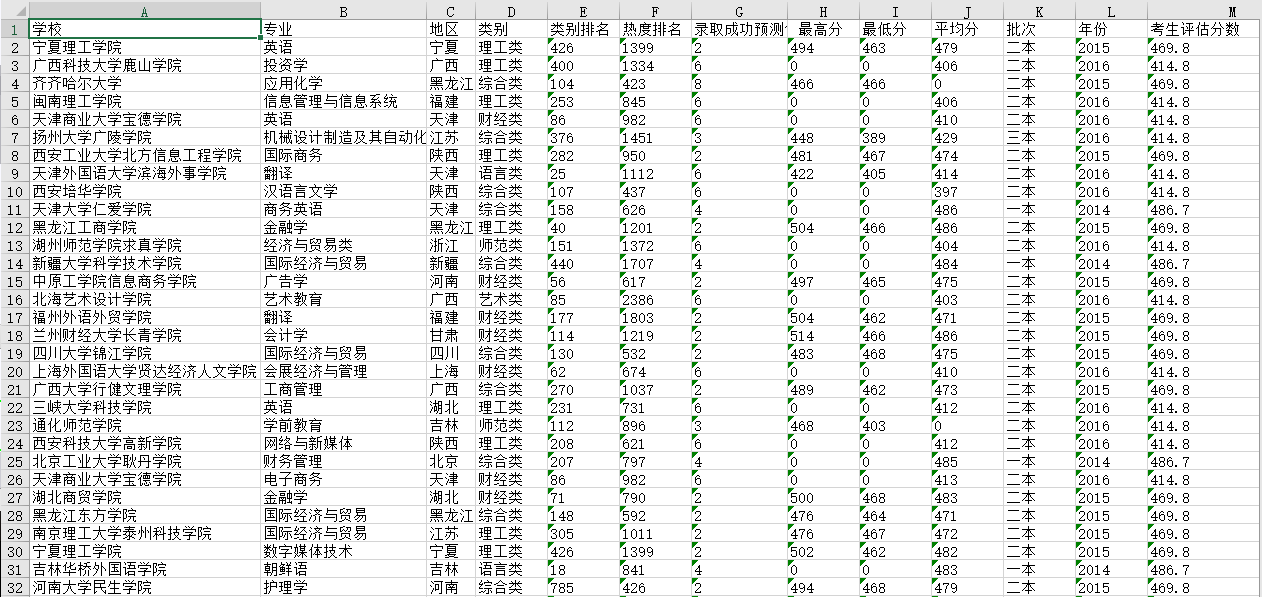 A B C D E F G H I J K L M
1 学校 专业 地区 类别 类别排名 热度排名 录取成功预测 最高分 最低分 平均分 批次 年份 考生评估分数
2 宁夏理工学院 英语 宁夏 理工类 426 1399 2 494 463 479 二本 2015 469.8
3 广西科技大学鹿山学院 投资学 广西 理工类 400 1334 6 0 0 406 二本 2016 414.8
4 齐齐哈尔大学 应用化学 黑龙江 综合类 104 423 8 466 466 0 二本 2015 469.8
5 闽南理工学院 信息管理与信息系统 福建 理工类 253 845 6 0 0 406 二本 2016 414.8
6 天津商业大学宝德学院 英语 天津 财经类 86 982 6 0 0 410 二本 2016 414.8
7 扬州大学广陵学院 机械设计制造及其自动化 江苏 综合类 376 1451 3 448 389 429 三本 2016 414.8
8 西安工业大学北方信息工程学院 国际商务 陕西 理工类 282 950 2 481 467 474 二本 2015 469.8
9 天津外国语大学滨海外事学院 翻译 天津 语言类 25 1112 6 422 405 414 二本 2016 414.8
10 西安培华学院 汉语言文学 陕西 综合类 107 437 6 0 0 397 二本 2016 414.8
11 天津大学仁爱学院 商务英语 天津 综合类 158 626 4 0 0 486 一本 2014 486.7
12 黑龙江工商学院 金融学 黑龙江 理工类 40 1201 2 504 466 486 二本 2015 469.8
13 湖州师范学院求真学院 经济与贸易类 浙江 师范类 151 1372 6 0 0 404 二本 2016 414.8
14 新疆大学科学技术学院 国际经济与贸易 新疆 综合类 440 1707 4 0 0 484 一本 2014 486.7
15 中原工学院信息商务学院 广告学 河南 财经类 56 617 2 497 465 475 二本 2015 469.8
16 北海艺术设计学院 艺术教育 广西 艺术类 85 2386 6 0 0 403 二本 2016 414.8
17 福州外语外贸学院 翻译 福建 财经类 177 1803 2 504 462 471 二本 2015 469.8
18 兰州财经大学长青学院 会计学 甘肃 财经类 114 1219 2 514 466 486 二本 2015 469.8
19 四川大学锦江学院 国际经济与贸易 四川 综合类 130 532 2 483 468 475 二本 2015 469.8
20 上海外国语大学贤达经济人文学院 会展经济与管理 上海 财经类 62 674 6 0 0 410 二本 2016 414.8
21 广西大学行健文理学院 工商管理 广西 综合类 270 1037 2 489 462 473 二本 2015 469.8
22 三峡大学科技学院 英语 湖北 理工类 231 731 6 0 0 412 二本 2016 414.8
23 通化师范学院 学前教育 吉林 师范类 112 896 3 468 403 0 二本 2016 414.8
24 西安科技大学高新学院 网络与新媒体 陕西 理工类 208 621 6 0 0 412 二本 2016 414.8
25 北京工业大学耿丹学院 财务管理 北京 综合类 207 797 4 0 0 485 一本 2014 486.7
26 天津商业大学宝德学院 电子商务 天津 财经类 86 982 6 0 0 413 二本 2016 414.8
27 湖北商贸学院 金融学 湖北 财经类 71 790 2 500 468 483 二本 2015 469.8
28 黑龙江东方学院 国际经济与贸易 黑龙江 综合类 148 592 2 476 464 471 二本 2015 469.8
29 南京理工大学泰州科技学院 国际经济与贸易 江苏 理工类 305 1011 2 476 467 472 二本 2015 469.8
30 宁夏理工学院 数字媒体技术 宁夏 理工类 426 1399 2 502 462 482 二本 2015 469.8
31 吉林华桥外国语学院 朝鲜语 吉林 语言类 18 841 4 0 0 483 一本 2014 486.7
32 河南大学民生学院 护理学 河南 综合类 785 426 2 494 468 479 二本 2015 469.8